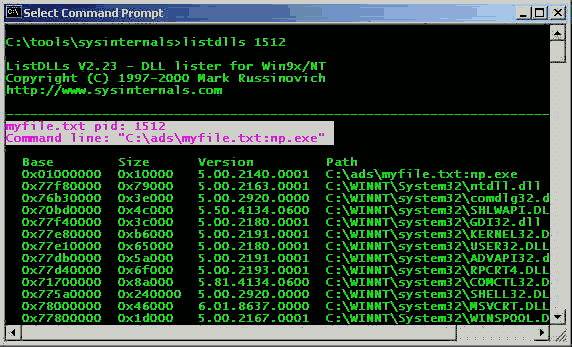 Select Command Prompt
C:\tools\sysinternals>listdlls 1512
ListDLLs V2.23 - DLL lister for Win9x/NT
Copyright (C) 1997-2000 Mark Russinovich
http://www.sysinternals.com
------------------------------------------------------------------------------
myfile.txt pid: 1512
Command line: "C:\ads\myfile.txt:mp.exe"
Base Size Version Path
0x01000000 0x10000 5.00.2140.0001 C:\ads\myfile.txt:mp.exe
0x77f80000 0x79000 5.00.2163.0001 C:\WINNT\System32\ntdll.dll
0x76b30000 0x3e000 5.00.2920.0000 C:\WINNT\system32\comdlg32.d
0x70bd0000 0x4c000 5.50.4134.0600 C:\WINNT\system32\SHLWAPI.DL
0x77f40000 0x3c000 5.00.2180.0001 C:\WINNT\system32\GDI32.dll
0x77e80000 0xb6000 5.00.2191.0001 C:\WINNT\system32\KERNEL32.D
0x77e10000 0x65000 5.00.2180.0001 C:\WINNT\system32\USER32.DLL
0x77db0000 0x5a000 5.00.2191.0001 C:\WINNT\system32\ADVAPI32.d
0x77d40000 0x6f000 5.00.2193.0001 C:\WINNT\system32\RPCRT4.DLL
0x71700000 0x8a000 5.81.4134.0600 C:\WINNT\system32\COMCTL32.D
0x775a0000 0x240000 5.00.2920.0000 C:\WINNT\system32\SHELL32.DL
0x78000000 0x46000 6.01.8637.0000 C:\WINNT\system32\MSVCRT.DLL
0x77800000 0x1d000 5.00.2167.0001 C:\WINNT\system32\WINSPOOL.D